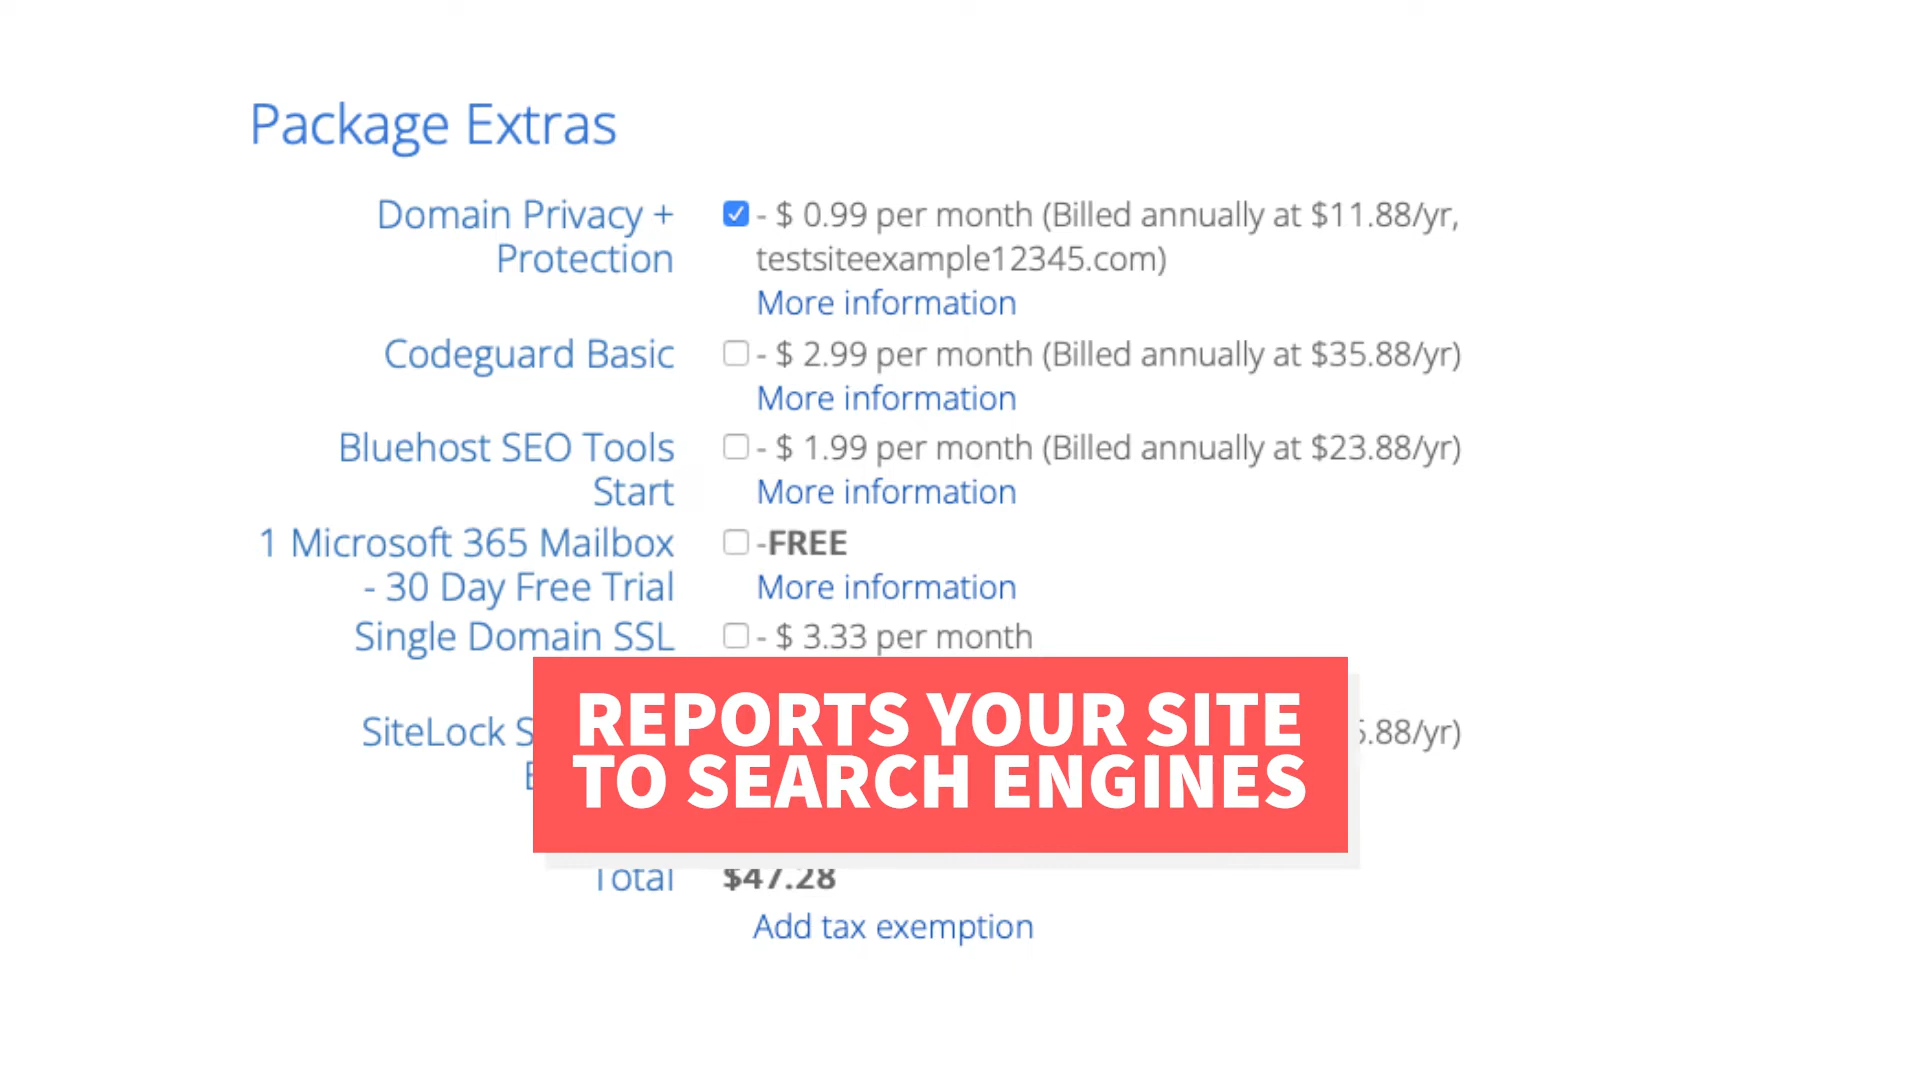 Package Extras
Domain Privacy + - $ 0.99 per month (Billed annually at $11.88/yr,
Protection testsiteexample12345.com)
More information
Codeguard Basic - $ 2.99 per month (Billed annually at $35.88/yr)
More information
Bluehost SEO Tools - $ 1.99 per month (Billed annually at $23.88/yr)
Start More information
1 Microsoft 365 Mailbox -FREE
- 30 Day Free Trial More information
Single Domain SSL - $ 3.33 per month
REPORTS YOUR SITE
TO SEARCH ENGINES
SiteLock .88/yr)
Total $47.28
Add tax exemption